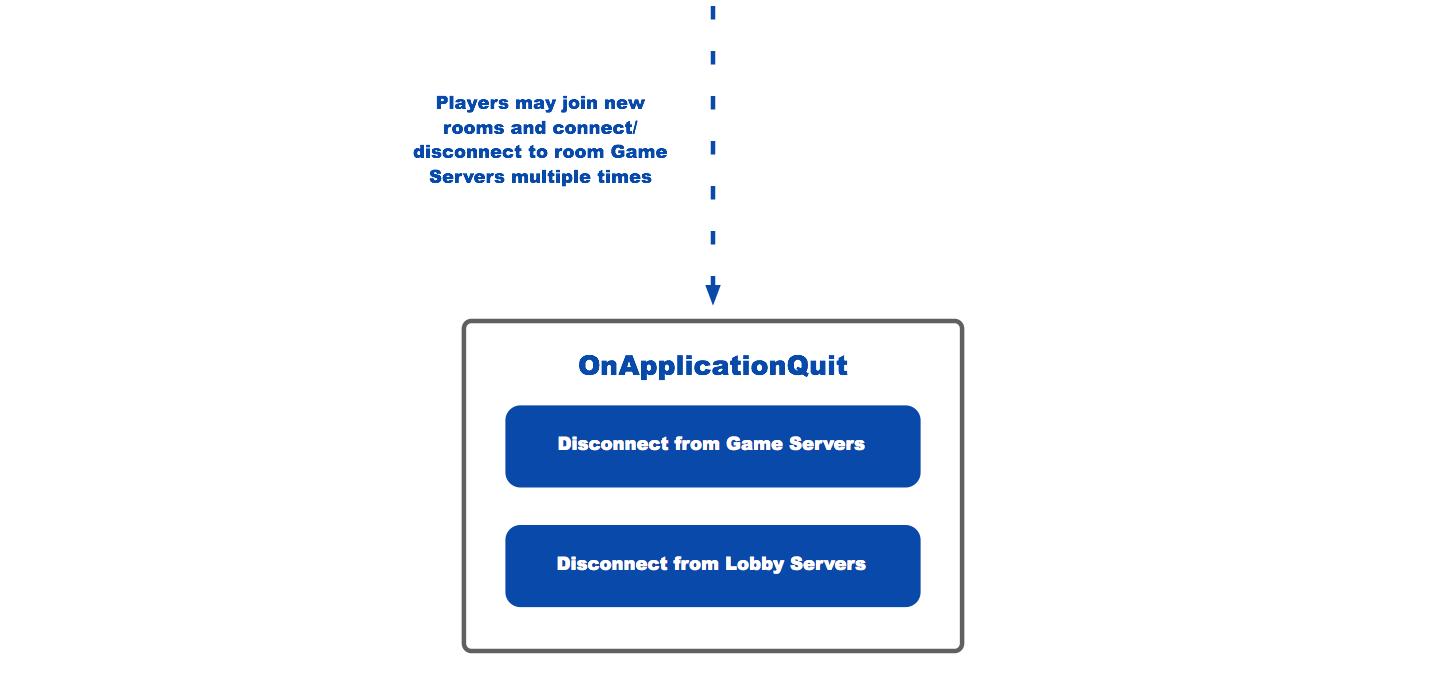 Players may join new
rooms and connect/
disconnect to room Game
Servers multiple times
OnApplicationQuit
Disconnect from Game Servers
Disconnect from Lobby Servers